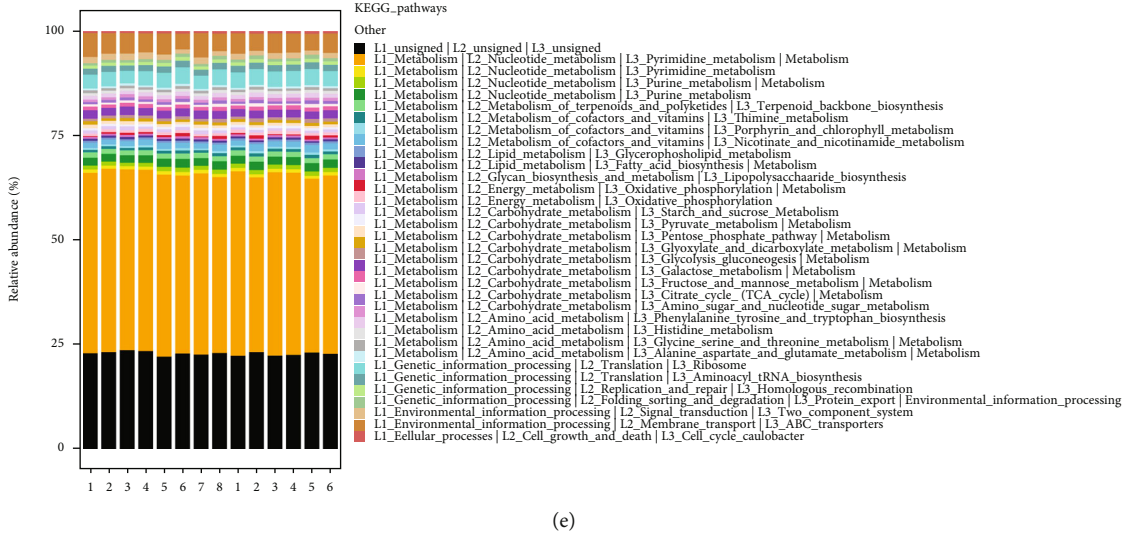 KEGG_pathways
Other
L1_unsigned | L2_unsigned | L3_unsigned
L1_Metabolism | L2_Nucleotide_metabolism | L3_Pyrimidine_metabolism | Metabolism
L1_Metabolism | L2_Nucleotide_metabolism | L3_Pyrimidine_metabolism
L1_Metabolism | L2_Nucleotide_metabolism | L3_Purine_metabolism | Metabolism
L1_Metabolism | L2_Nucleotide_metabolism | L3_Purine_metabolism
L1_Metabolism | L2_Metabolism_of_terpenoids_and_polyketides | L3_Terpenoid_backbone_biosynthesis
L1_Metabolism | L2_Metabolism_of_cofactors_and_vitamins | L3_Thimine_metabolism
L1_Metabolism | L2_Metabolism_of_cofactors_and_vitamins | L3_Porphyrin_and_chlorophyll_metabolism
L1_Metabolism | L2_Metabolism_of_cofactors_and_vitamins | L3_Nicotinate_and_nicotinamide_metabolism
L1_Metabolism | L2_Lipid_metabolism | L3_Glycerophosholipid_metabolism
L1_Metabolism | L2_Lipid_metabolism | L3_Fatty_acid_biosynthesis | Metabolism
L1_Metabolism | L2_Glycan_biosynthesis_and_metabolism | L3_Lipopolysacchaaride_biosynthesis
L1_Metabolism | L2_Energy_metabolism | L3_Oxidative_phosphorylation | Metabolism
L1_Metabolism | L2_Energy_metabolism | L3_Oxidative_phosphorylation
L1_Metabolism | L2_Carbohydrate_metabolism | L3_Starch_and_sucrose_Metabolism
L1_Metabolism | L2_Carbohydrate_metabolism | L3_Pyruvate_metabolism | Metabolism
L1_Metabolism | L2_Carbohydrate_metabolism | L3_Pentose_phosphate_pathway | Metabolism
L1_Metabolism | L2_Carbohydrate_metabolism | L3_Glyoxylate_and_dicarboxylate_metabolism | Metabolism
L1_Metabolism | L2_Carbohydrate_metabolism | L3_Glycolysis_gluconeogesis | Metabolism
L1_Metabolism | L2_Carbohydrate_metabolism | L3_Galactose_metabolism | Metabolism
L1_Metabolism | L2_Carbohydrate_metabolism | L3_Fructose_and_mannose_metabolism | Metabolism
L1_Metabolism | L2_Carbohydrate_metabolism | L3_Citrate_cycle_ (TCA_cycle) | Metabolism
L1_Metabolism | L2_Carbohydrate_metabolism | L3_Amino_sugar_and_nucleotide_sugar_metabolism
L1_Metabolism | L2_Amino_acid_metabolism | L3_Phenylalanine_tyrosine_and_tryptophan_biosynthesis
L1_Metabolism | L2_Amino_acid_metabolism | L3_Histidine_metabolism
L1_Metabolism | L2_Amino_acid_metabolism | L3_Glycine_serine_and_threonine_metabolism | Metabolism
L1_Metabolism | L2_Amino_acid_metabolism | L3_Alanine_aspartate_and_glutamate_metabolism | Metabolism
L1_Genetic_information_processing | L2_Translation | L3_Ribosome
L1_Genetic_information_processing | L2_Translation | L3_Aminoacyl_tRNA_biosynthesis
L1_Genetic_information_processing | L2_Replication_and_repair | L3_Homologous_recombination
L1_Genetic_information_processing | L2_Folding_sorting_and_degradation | L3_Protein_export | Environmental_information_processing
L1_Environmental_information_processing | L2_Signal_transduction | L3_Two_component_system
L1_Environmental_information_processing | L2_Membrane_transport | L3_ABC_transporters
L1_Eellular_processes | L2_Cell_growth_and_death | L3_Cell_cycle_caulobacter
Relative abundance (%)
100
75
50
25
0
1 2 3 4 5 6 7 8 1 2 3 4 5 6
(e)